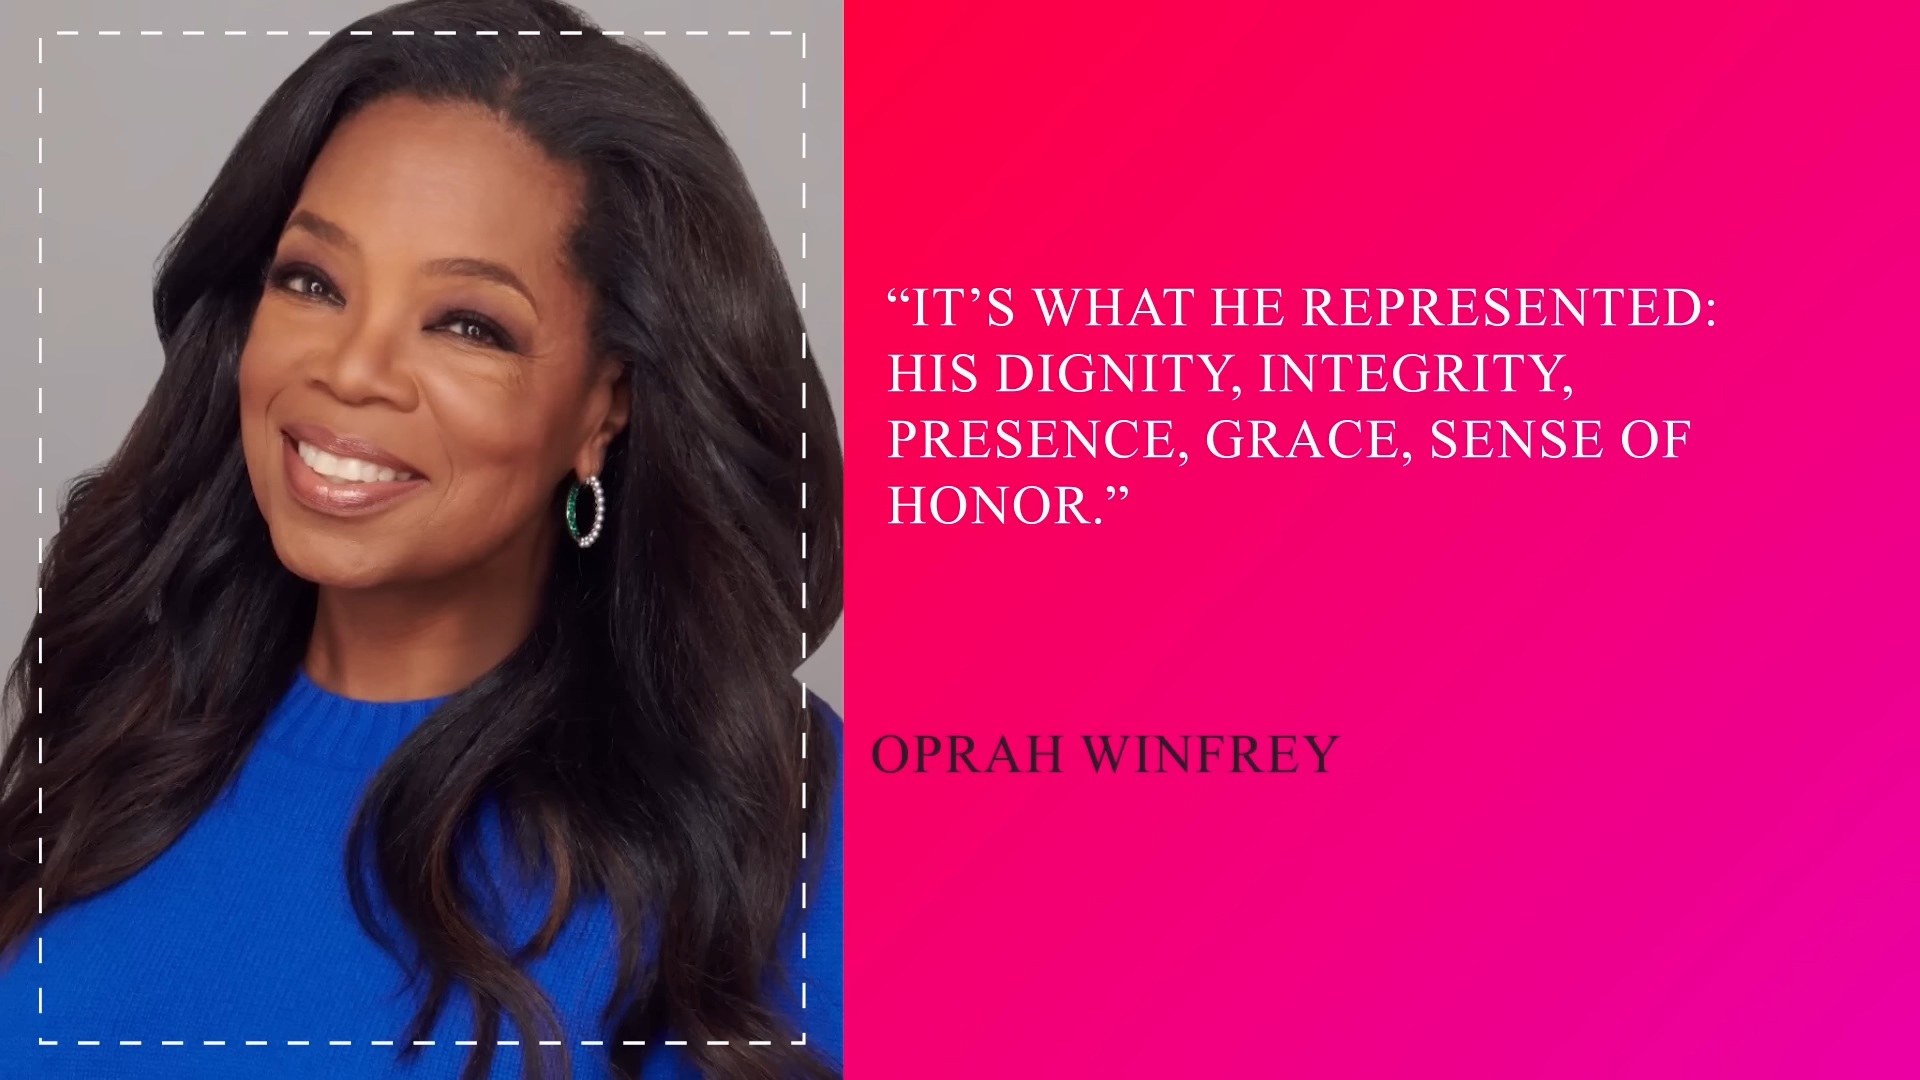 “IT’S WHAT HE REPRESENTED:
HIS DIGNITY, INTEGRITY,
PRESENCE, GRACE, SENSE OF
HONOR.”
OPRAH WINFREY